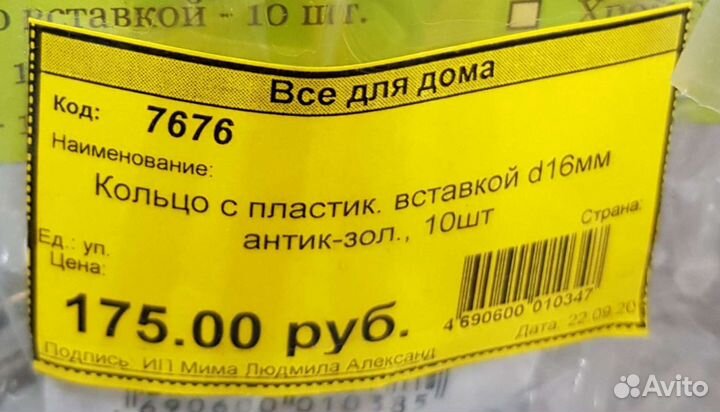 вставкой - 10 шт.
Все для дома
Код: 7676
Наименование:
Кольцо с пластик. вставкой d16мм
антик-зол., 10шт
Страна:
Ед.: уп.
Цена:
175.00 руб.
4 690600 010347
Дата: 22.09.20
Подпись: ИП Мима Людмила Александ
Avito